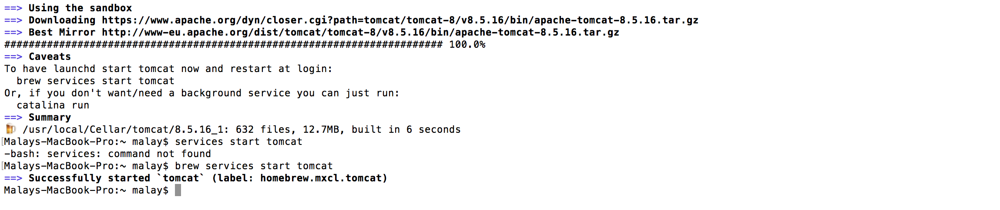 ==> Using the sandbox
==> Downloading https://www.apache.org/dyn/closer.cgi?path=tomcat/tomcat-8/v8.5.16/bin/apache-tomcat-8.5.16.tar.gz
==> Best Mirror http://www-eu.apache.org/dist/tomcat/tomcat-8/v8.5.16/bin/apache-tomcat-8.5.16.tar.gz
######################################################################## 100.0%
==> Caveats
To have launchd start tomcat now and restart at login:
  brew services start tomcat
Or, if you don't want/need a background service you can just run:
  catalina run
==> Summary
🍺 /usr/local/Cellar/tomcat/8.5.16_1: 632 files, 12.7MB, built in 6 seconds
[Malays-MacBook-Pro:~ malay$ services start tomcat
-bash: services: command not found
[Malays-MacBook-Pro:~ malay$ brew services start tomcat
==> Successfully started `tomcat` (label: homebrew.mxcl.tomcat)
Malays-MacBook-Pro:~ malay$